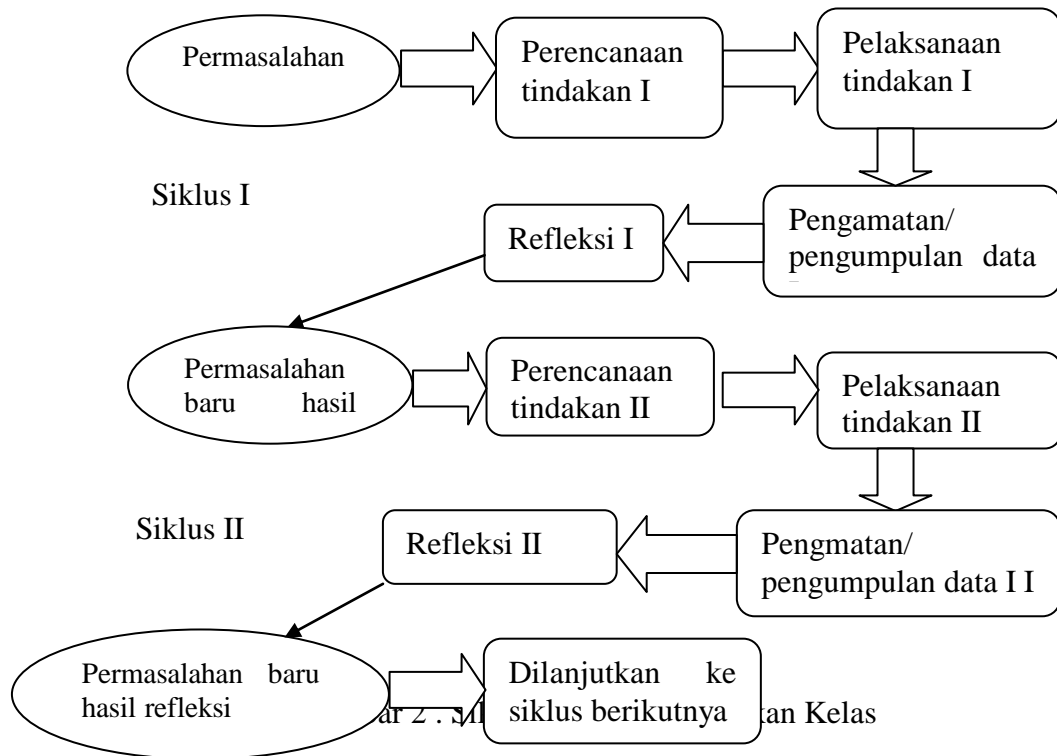 Permasalahan
Perencanaan
tindakan I
Pelaksanaan
tindakan I
Siklus I
Refleksi I
Pengamatan/
pengumpulan data
Permasalahan
baru hasil
Perencanaan
tindakan II
Pelaksanaan
tindakan II
Siklus II
Refleksi II
Pengmatan/
pengumpulan data I I
Permasalahan baru
hasil refleksi
Dilanjutkan ke
siklus berikutnya
2 . Kelas